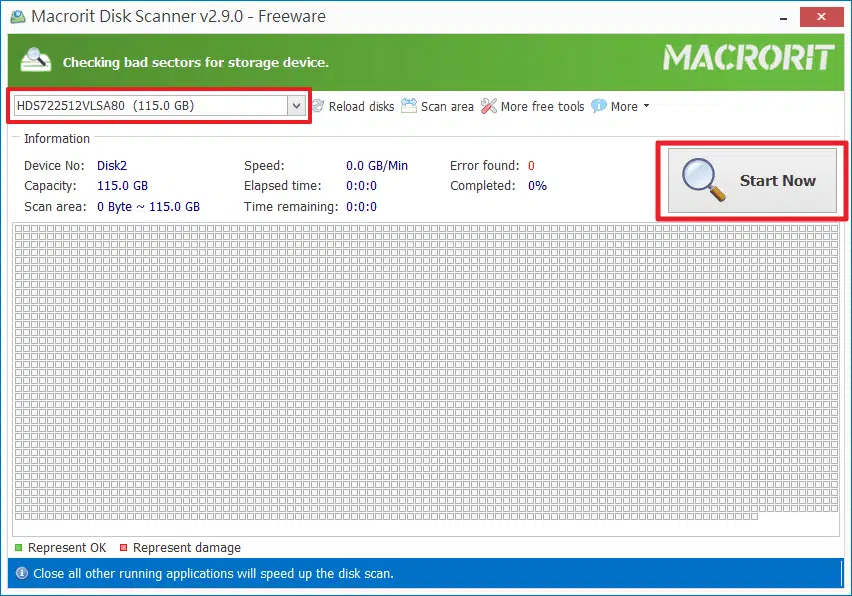 Macrorit Disk Scanner v2.9.0 - Freeware
Checking bad sectors for storage device.
MACRORIT
HDS722512VLSA80 (115.0 GB)
Reload disks Scan area More free tools More
Information
Device No: Disk2 Speed: 0.0 GB/Min Error found: 0
Capacity: 115.0 GB Elapsed time: 0:0:0 Completed: 0%
Scan area: 0 Byte ~ 115.0 GB Time remaining: 0:0:0
Start Now
Represent OK Represent damage
Close all other running applications will speed up the disk scan.